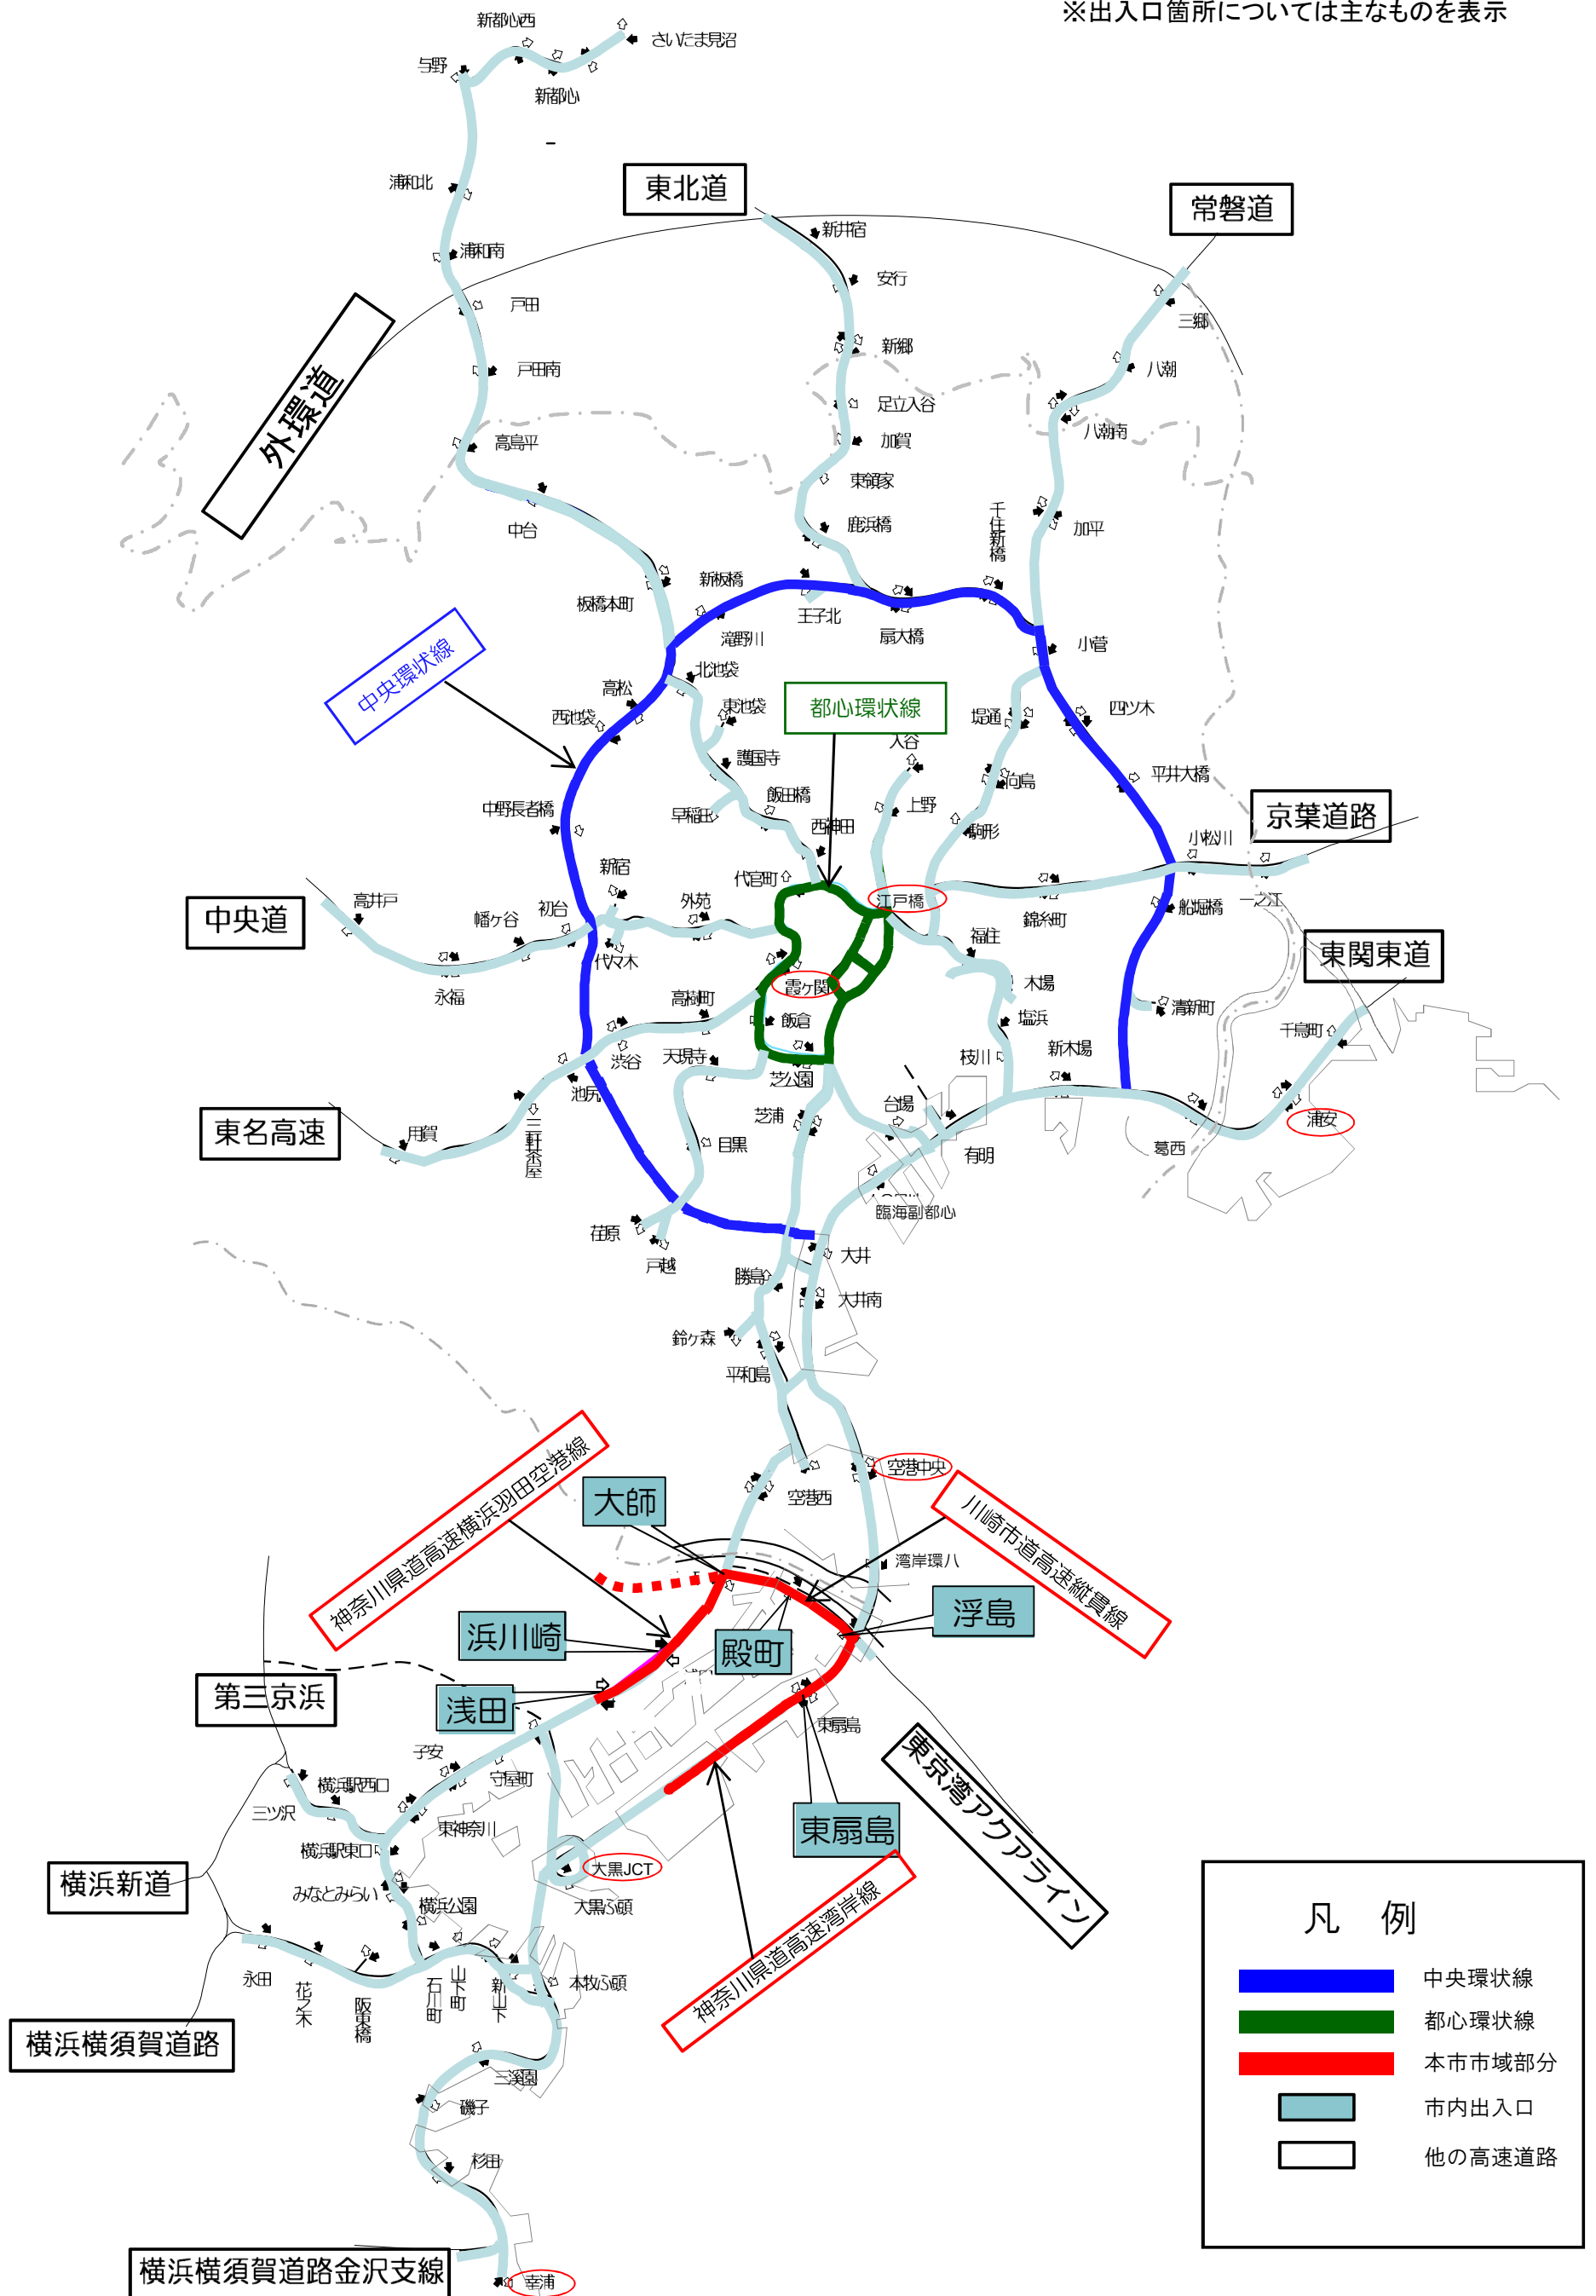 ※出入口箇所については主なものを表示
新都心西
さいたま見沼
与野
新都心
浦和北
東北道
常磐道
新井宿
浦和南
安行
戸田
三郷
新郷
外環道
戸田南
八潮
足立入谷
高島平
加賀
八潮南
東領家
中台
鹿浜橋
千住新橋
加平
新板橋
板橋本町
王子北
滝野川
扇大橋
小菅
中央環状線
北池袋
高松
東池袋
西池袋
都心環状線
堤通
四ツ木
入谷
護国寺
平井大橋
向島
飯田橋
中野長者橋
早稲田
上野
京葉道路
西神田
駒形
小松川
新宿
代官町
高井戸
外苑
江戸橋
一之江
中央道
幡ヶ谷
初台
錦糸町
船堀橋
福住
東関東道
代々木
永福
霞ヶ関
木場
高樹町
清新町
飯倉
塩浜
千鳥町
渋谷
天現寺
枝川
新木場
芝公園
池尻
台場
芝浦
浦安
東名高速
用賀
三軒茶屋
目黒
有明
葛西
臨海副都心
荏原
戸越
大井
勝島
大井南
鈴ヶ森
平和島
神奈川県道高速横浜羽田空港線
空港中央
大師
空港西
川崎市道高速縦貫線
湾岸環八
浮島
浜川崎
殿町
第三京浜
浅田
東扇島
子安
守屋町
横浜駅西口
三ツ沢
東京湾アクアライン
東神奈川
東扇島
横浜駅東口
大黒JCT
横浜新道
みなとみらい
横浜公園
大黒ふ頭
神奈川県道高速湾岸線
凡 例
永田
花之木
阪東橋
石川町
山下町
新山下
本牧ふ頭
中央環状線
都心環状線
横浜横須賀道路
本市市域部分
三溪園
磯子
市内出入口
杉田
他の高速道路
横浜横須賀道路金沢支線
幸浦